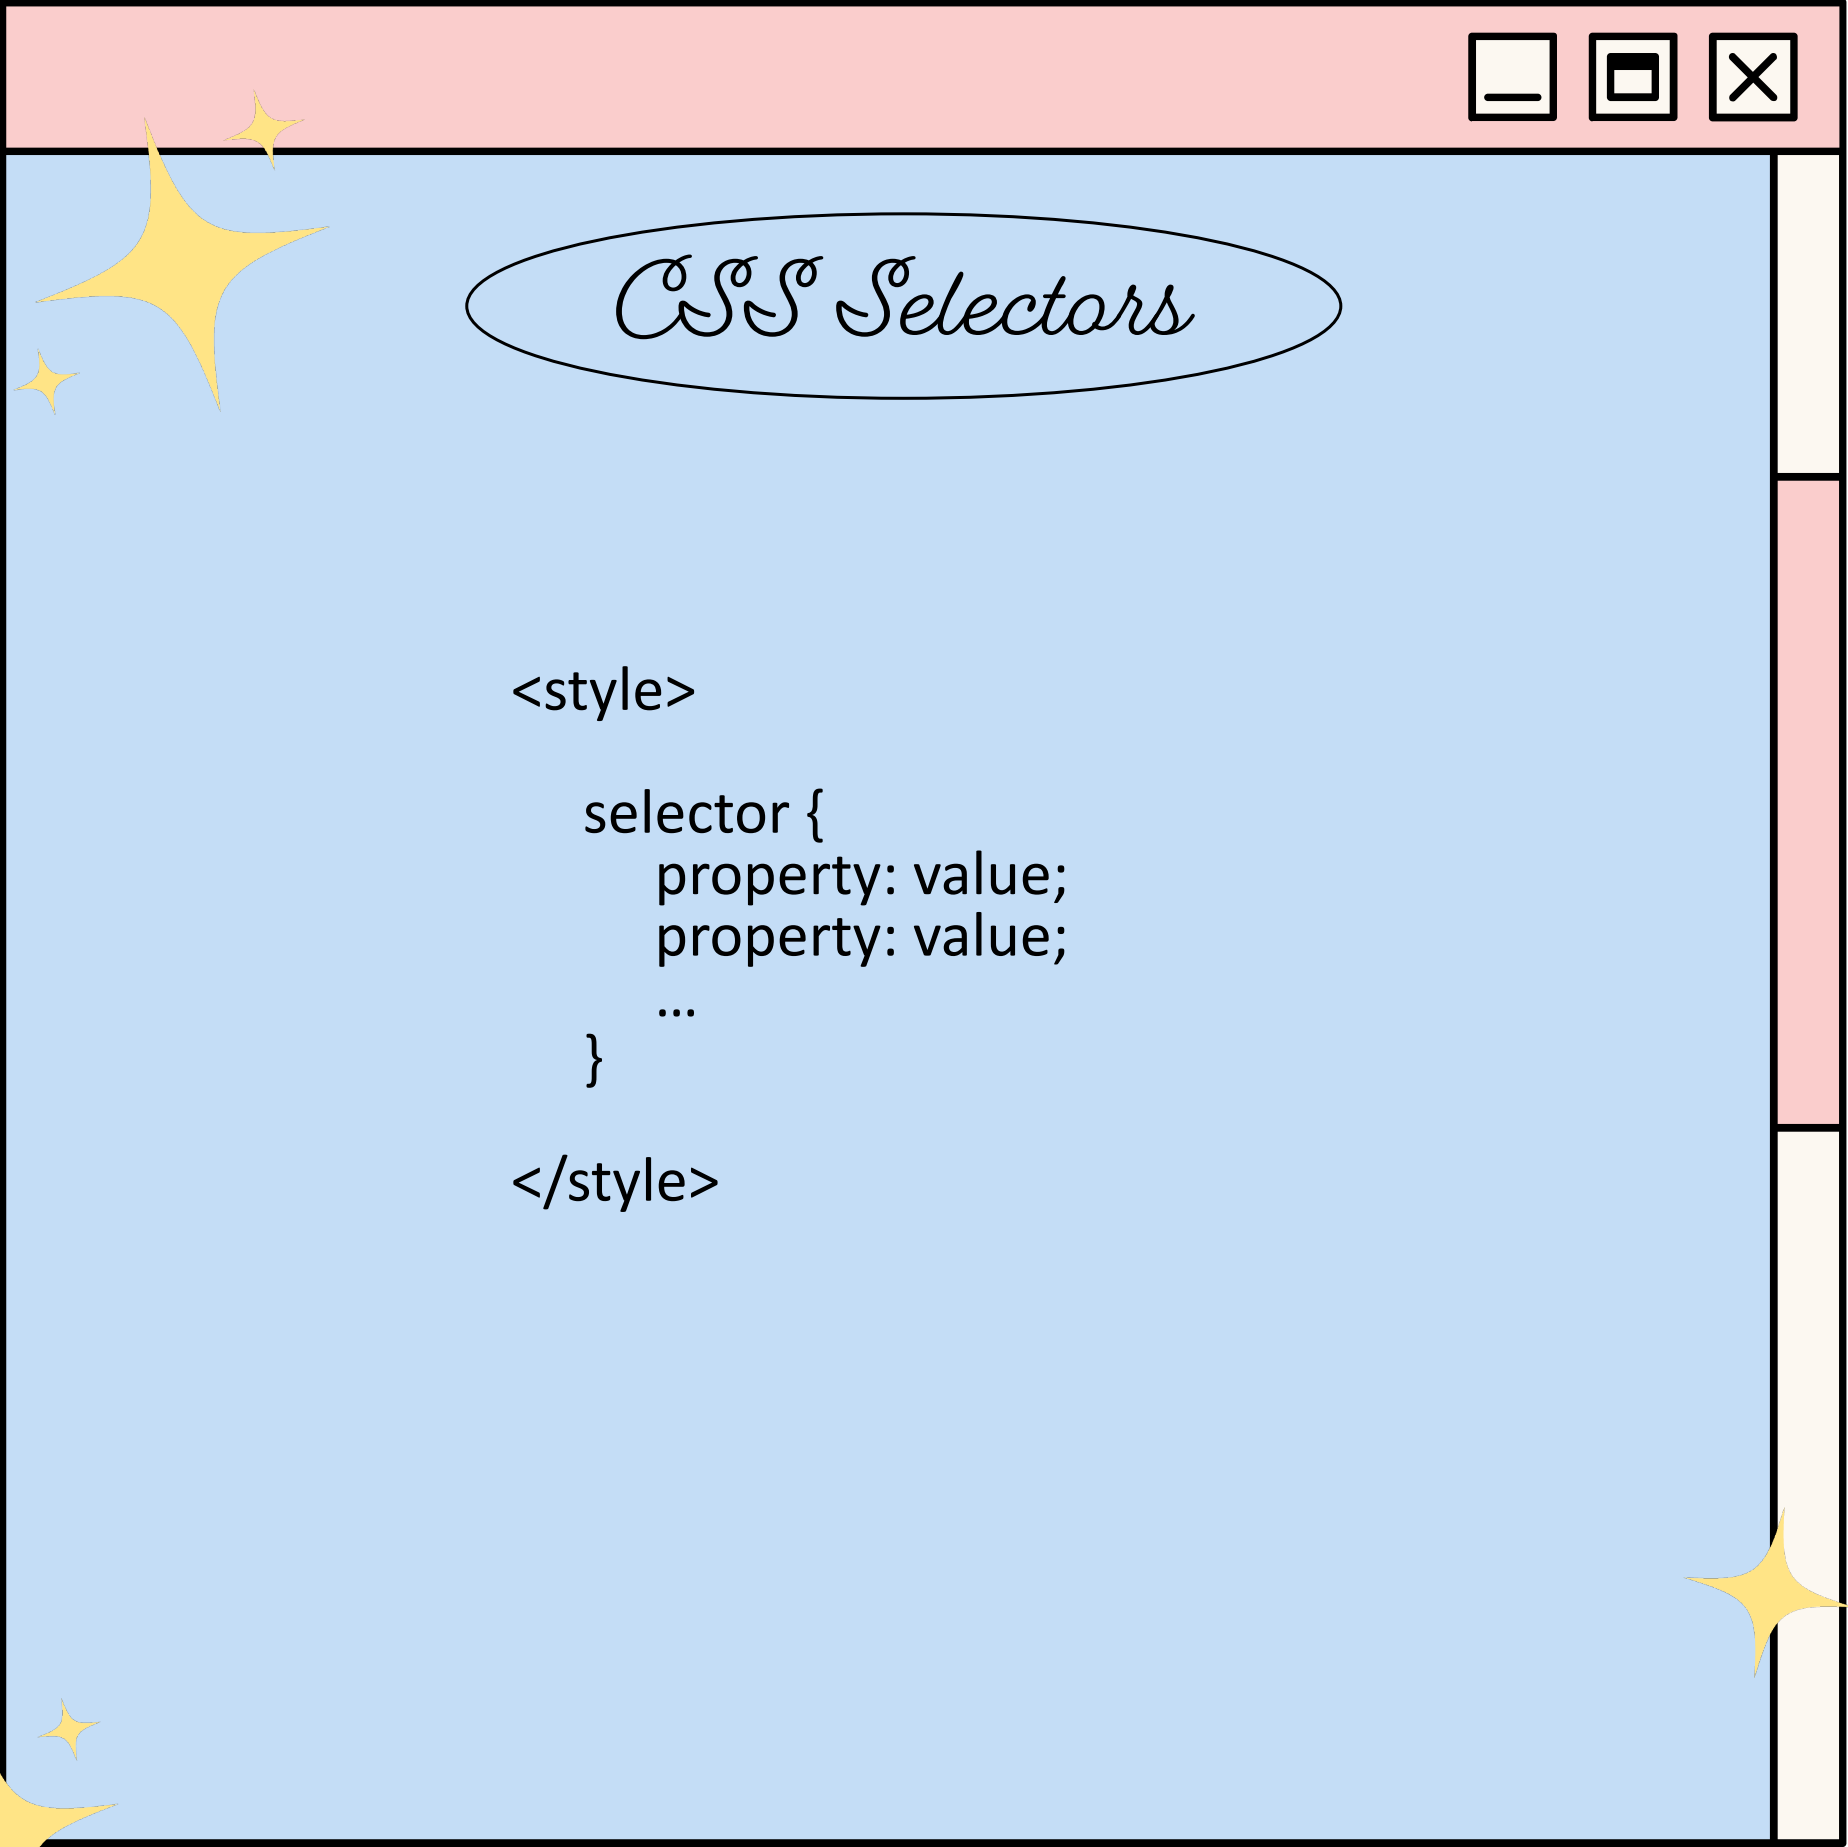 CSS Selectors
<style>
selector {
property: value;
property: value;
...
}
</style>